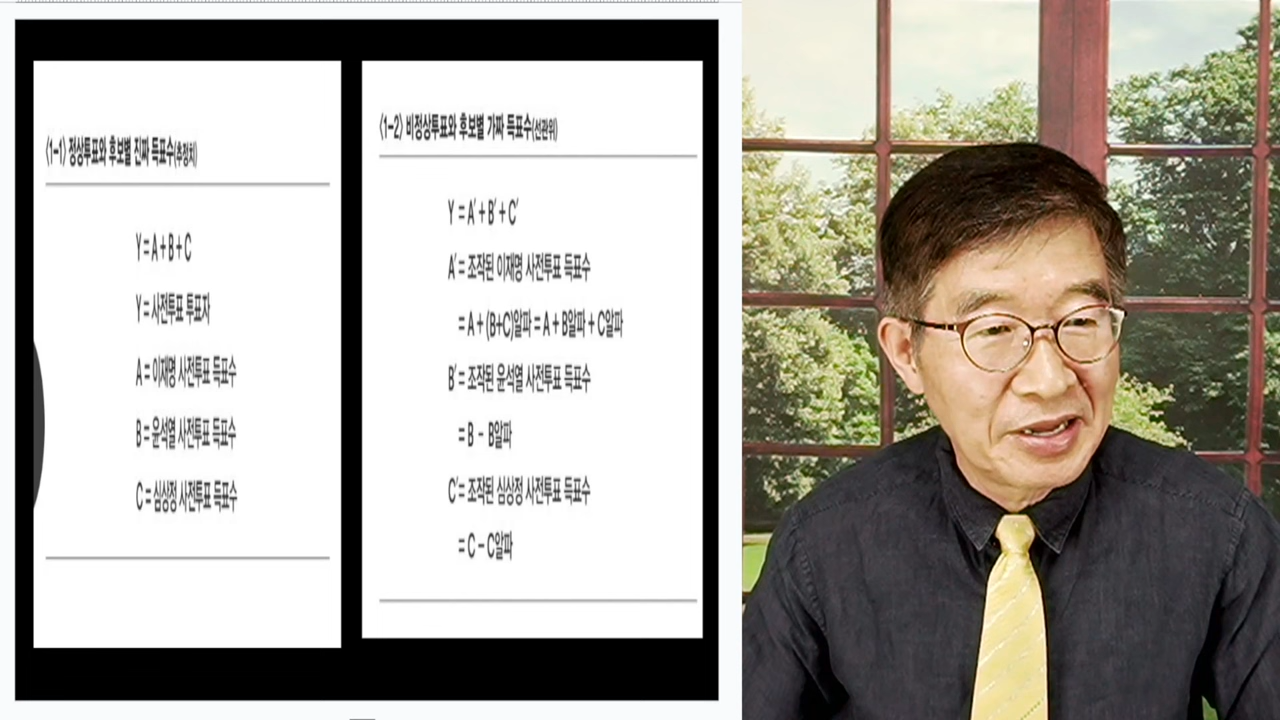 <1-1> 정상투표와 후보별 진짜 득표수(추정치)
Y = A + B + C
Y = 사전투표 투표자
A = 이재명 사전투표 득표수
B = 윤석열 사전투표 득표수
C = 심상정 사전투표 득표수
<1-2> 비정상투표와 후보별 가짜 득표수(선관위)
Y = A′ + B′ + C′
A′ = 조작된 이재명 사전투표 득표수
= A + (B+C)알파 = A + B알파 + C알파
B′ = 조작된 윤석열 사전투표 득표수
= B - B알파
C′ = 조작된 심상정 사전투표 득표수
= C - C알파